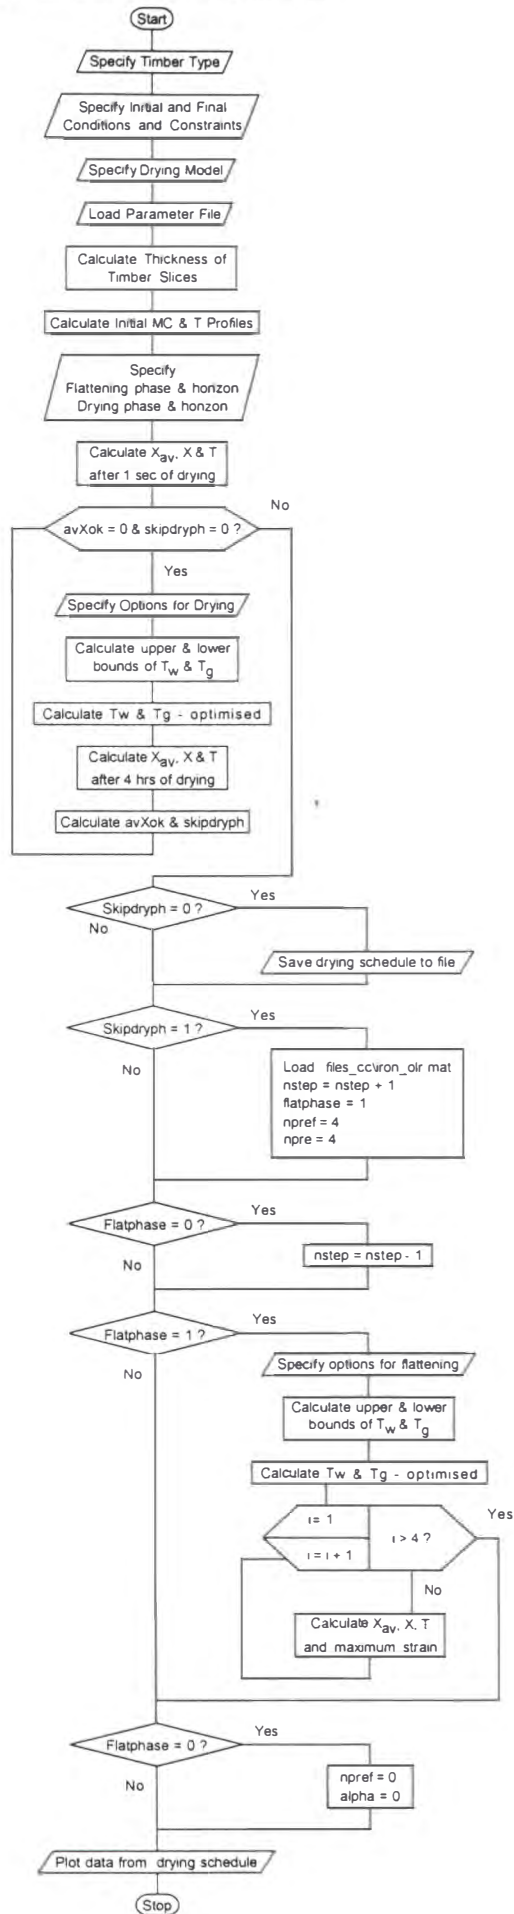 Start
Specify Timber Type
Specify Initial and Final
Conditions and Constraints
Specify Drying Model
Load Parameter File
Calculate Thickness of
Timber Slices
Calculate Initial MC & T Profiles
Specify
Flattening phase & honzon
Drying phase & honzon
Calculate Xav, X & T
after 1 sec of drying
No
avXok = 0 & skipdryph = 0 ?
Yes
Specify Options for Drying
Calculate upper & lower
bounds of Tw & Tg
Calculate Tw & Tg - optimised
Calculate Xav, X & T
after 4 hrs of drying
Calculate avXok & skipdryph
Yes
Skipdryph = 0 ?
No
Save drying schedule to file
Yes
Skipdryph = 1 ?
No
Load files_cc\iron_olr mat
nstep = nstep + 1
flatphase = 1
npref = 4
npre = 4
Yes
Flatphase = 0 ?
No
nstep = nstep - 1
Yes
Flatphase = 1 ?
No
Specify options for flattening
Calculate upper & lower
bounds of Tw & Tg
Calculate Tw & Tg - optimised
Yes
i = 1
i > 4 ?
i = i + 1
No
Calculate Xav, X, T
and maximum strain
Yes
Flatphase = 0 ?
No
npref = 0
alpha = 0
Plot data from drying schedule
Stop